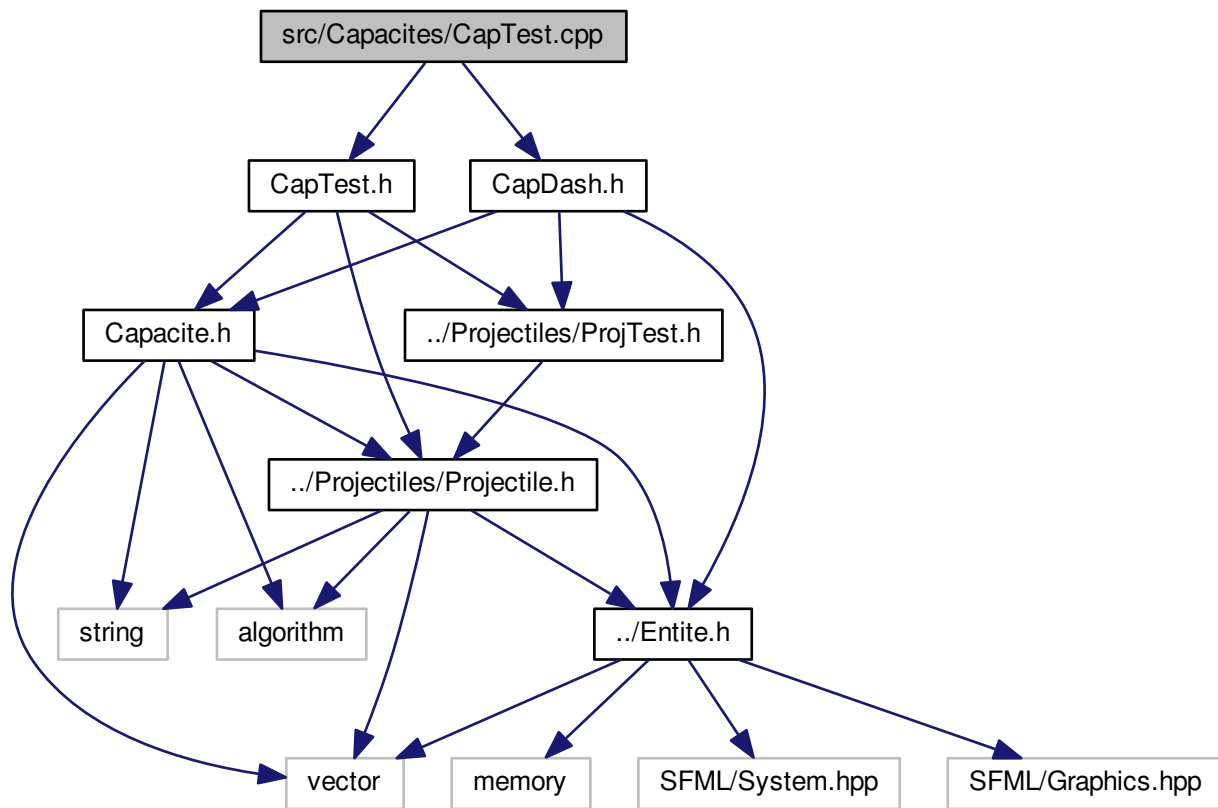 src/Capacites/CapTest.cpp
CapTest.h
CapDash.h
Capacite.h
../Projectiles/ProjTest.h
../Projectiles/Projectile.h
string
algorithm
../Entite.h
vector
memory
SFML/System.hpp
SFML/Graphics.hpp